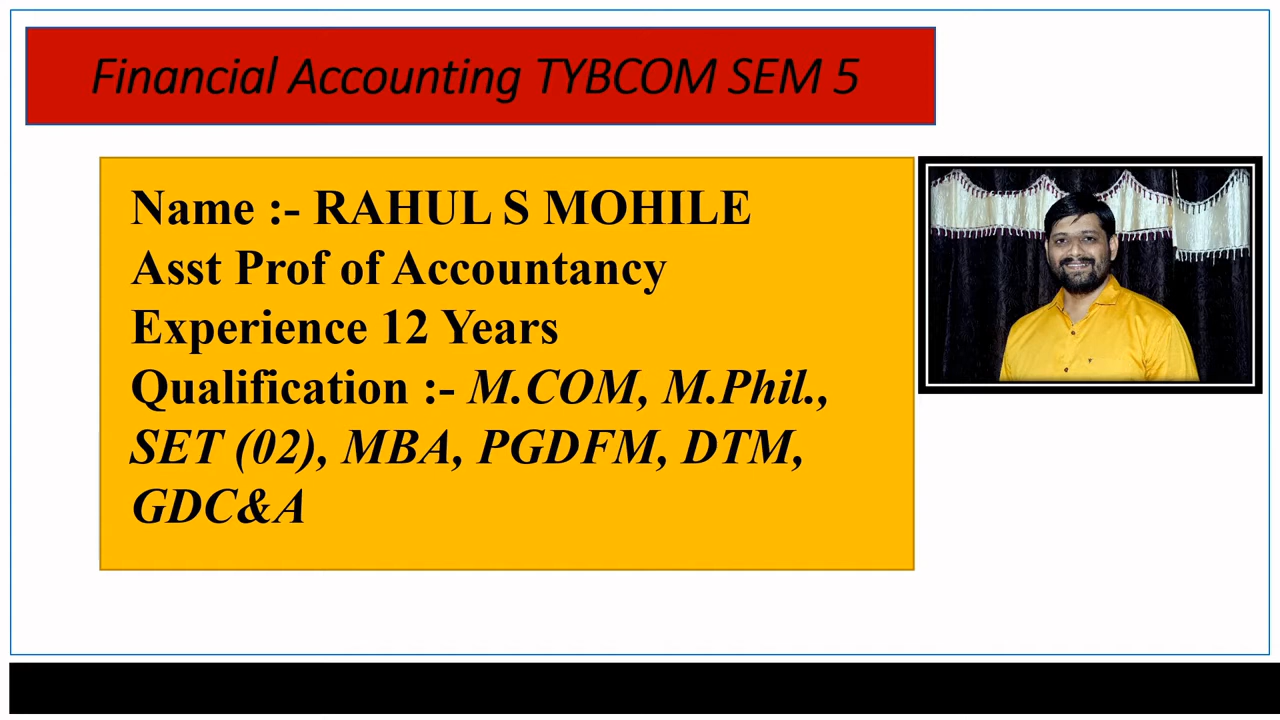 Financial Accounting TYBCOM SEM 5
Name :- RAHUL S MOHILE
Asst Prof of Accountancy
Experience 12 Years
Qualification :- M.COM, M.Phil.,
SET (02), MBA, PGDFM, DTM,
GDC&A